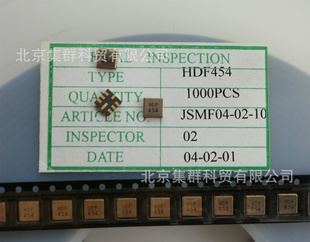 北京集群科贸有限公司
AL INSPECTION
TYPE HDF454
QUANTITY 1000PCS
ARTICLE NO. JSMF04-02-10
INSPECTOR 02
DATE 04-02-01
北京集群科贸有限公司